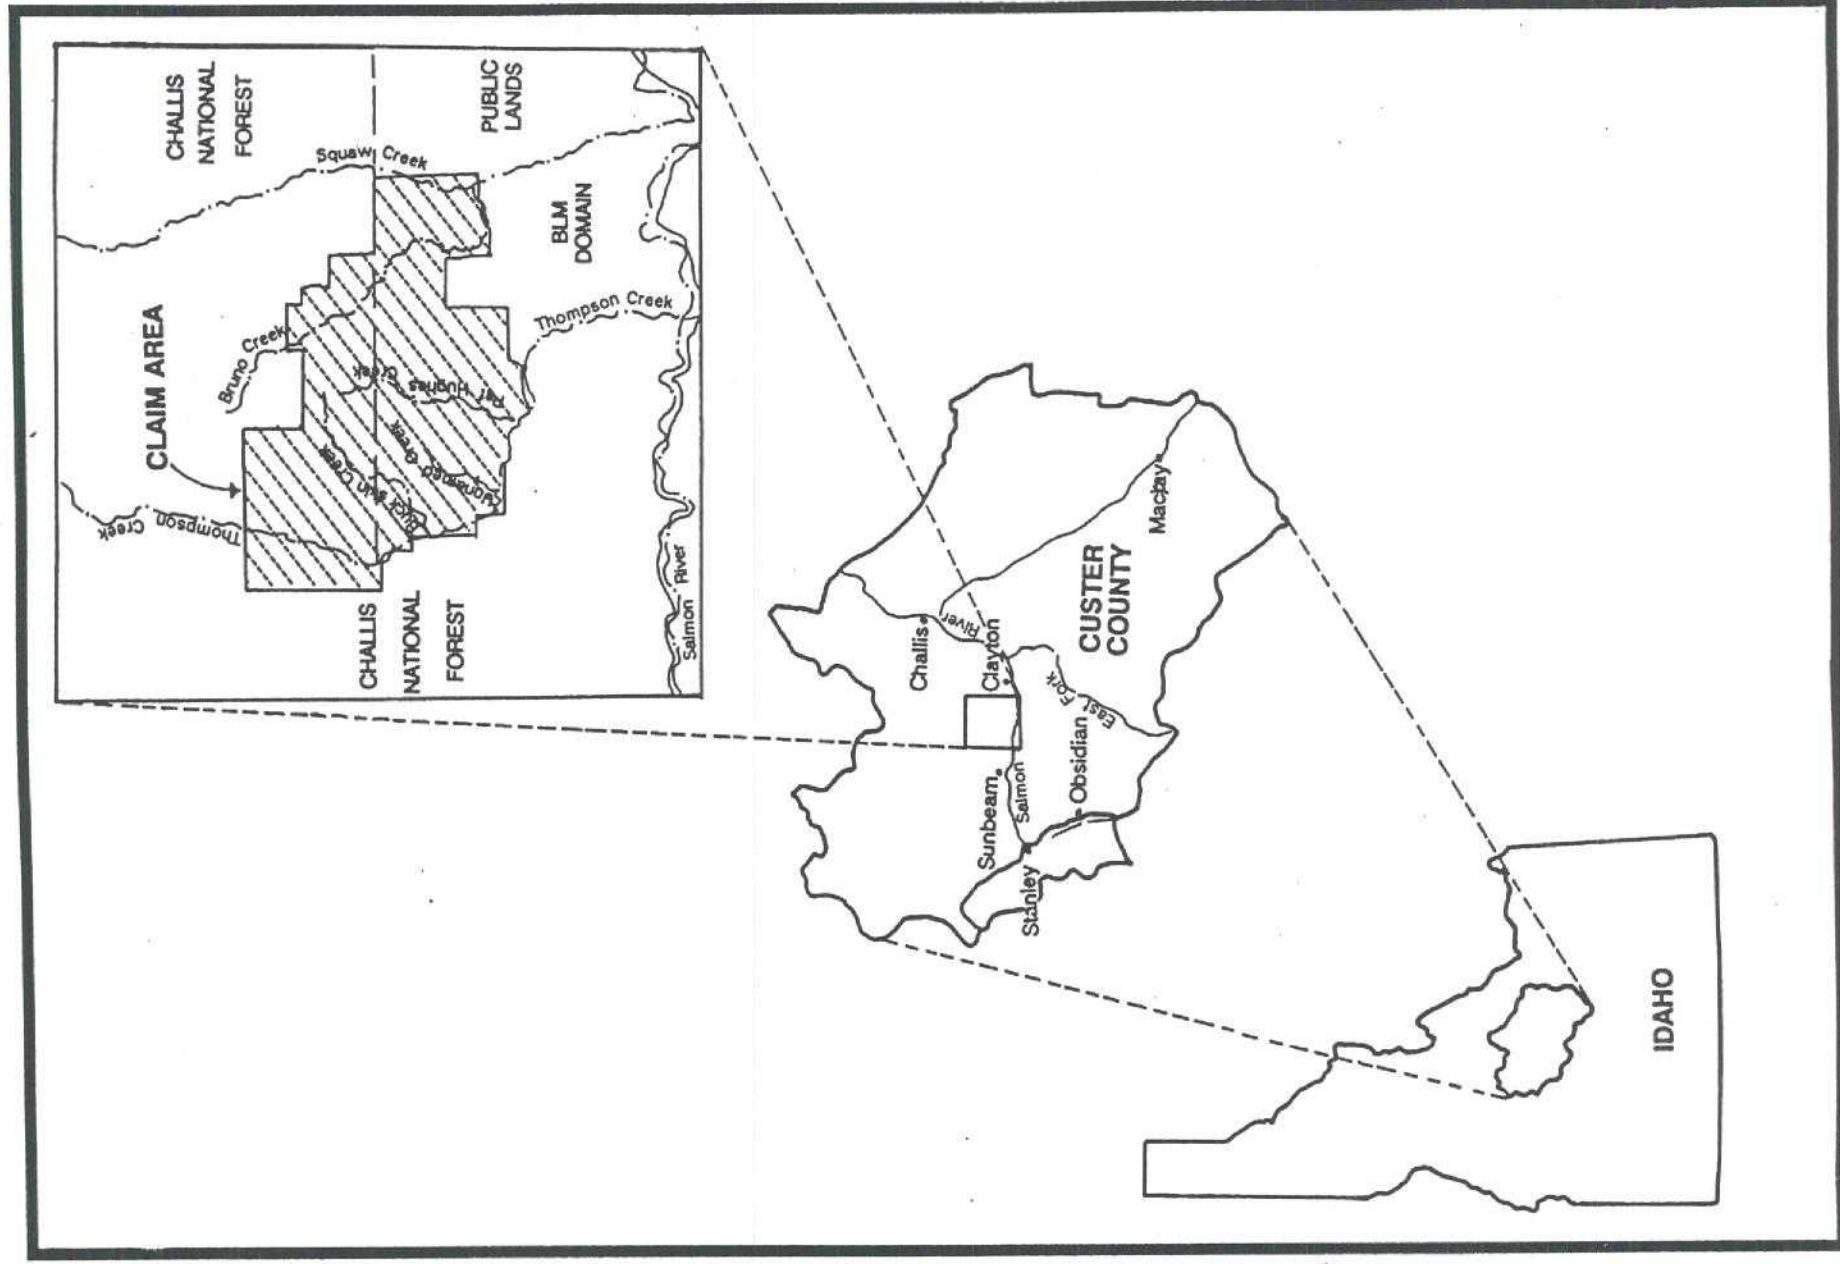 CHALLIS
NATIONAL
FOREST
PUBLIC
LANDS
Squaw Creek
BLM
DOMAIN
CLAIM AREA
Bruno Creek
Thompson Creek
Pat Hughes Creek
Buckskin Creek
Unnamed Creek
Thompson Creek
CHALLIS
NATIONAL
FOREST
Salmon River
Challis
River
Clayton
CUSTER
COUNTY
Mackay
East Fork
Sunbeam
Salmon
Obsidian
Stanley
IDAHO